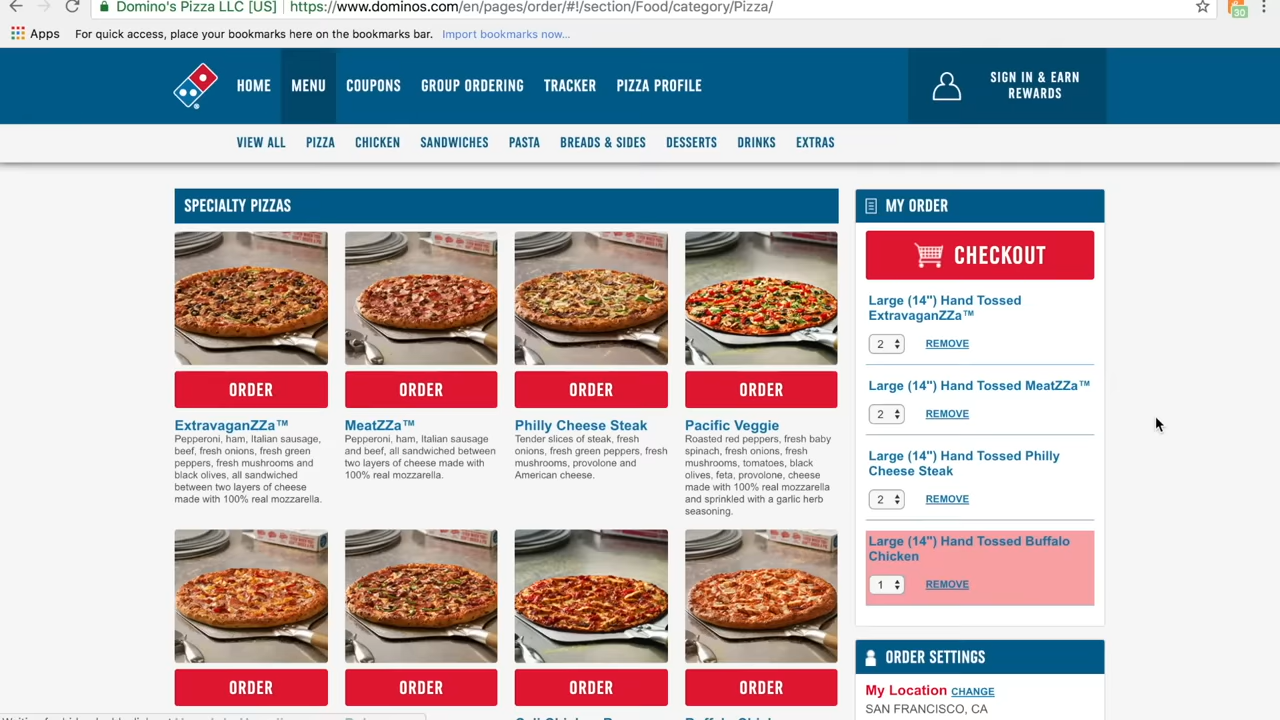 Domino's Pizza LLC [US]
https://www.dominos.com/en/pages/order/#!/section/Food/category/Pizza/
30
Apps
For quick access, place your bookmarks here on the bookmarks bar.
Import bookmarks now...
HOME
MENU
COUPONS
GROUP ORDERING
TRACKER
PIZZA PROFILE
SIGN IN & EARN
REWARDS
VIEW ALL
PIZZA
CHICKEN
SANDWICHES
PASTA
BREADS & SIDES
DESSERTS
DRINKS
EXTRAS
SPECIALTY PIZZAS
ORDER
ORDER
ORDER
ORDER
ExtravaganZZa™
Pepperoni, ham, Italian sausage,
beef, fresh onions, fresh green
peppers, fresh mushrooms and
black olives, all sandwiched
between two layers of cheese
made with 100% real mozzarella.
MeatZZa™
Pepperoni, ham, Italian sausage
and beef, all sandwiched between
two layers of cheese made with
100% real mozzarella.
Philly Cheese Steak
Tender slices of steak, fresh
onions, fresh green peppers, fresh
mushrooms, provolone and
American cheese.
Pacific Veggie
Roasted red peppers, fresh baby
spinach, fresh onions, fresh
mushrooms, tomatoes, black
olives, feta, provolone, cheese
made with 100% real mozzarella
and sprinkled with a garlic herb
seasoning.
ORDER
ORDER
ORDER
ORDER
MY ORDER
CHECKOUT
Large (14") Hand Tossed
ExtravaganZZa™
2
REMOVE
Large (14") Hand Tossed MeatZZa™
2
REMOVE
Large (14") Hand Tossed Philly
Cheese Steak
2
REMOVE
Large (14") Hand Tossed Buffalo
Chicken
1
REMOVE
ORDER SETTINGS
My Location CHANGE
SAN FRANCISCO, CA